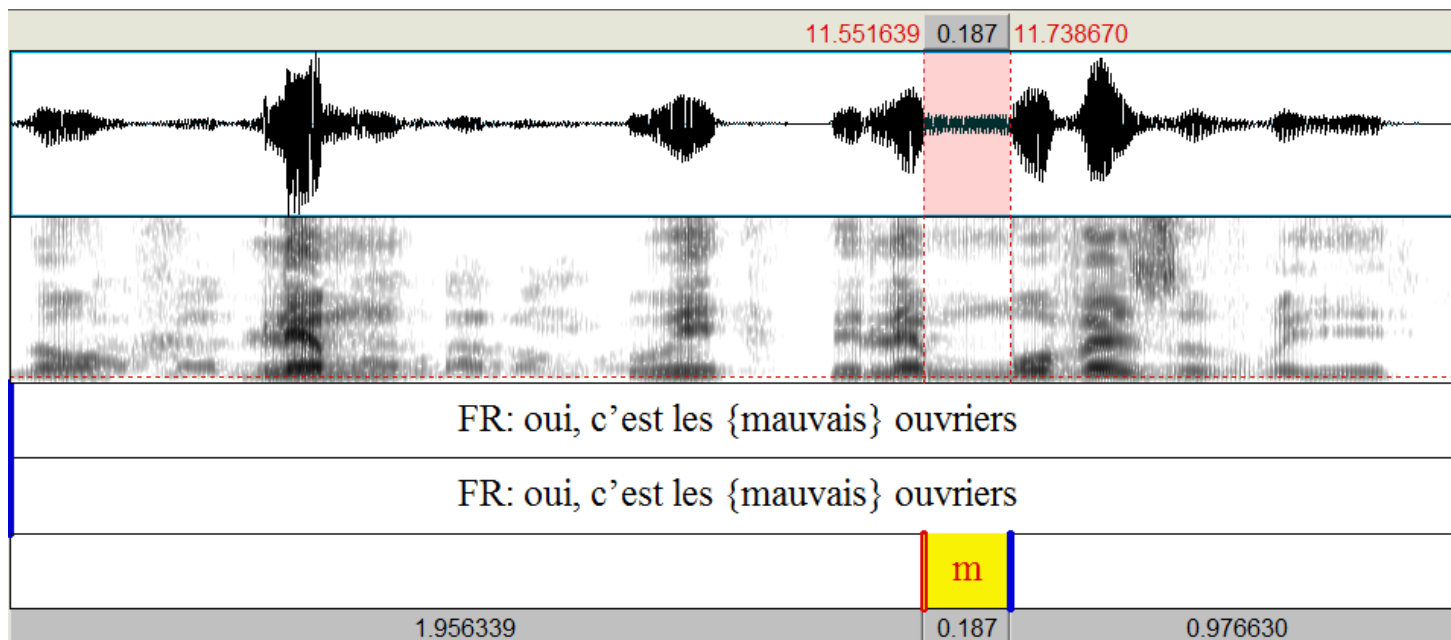 11.551639 0.187 11.738670
FR: oui, c’est les {mauvais} ouvriers
FR: oui, c’est les {mauvais} ouvriers
m
1.956339 0.187 0.976630